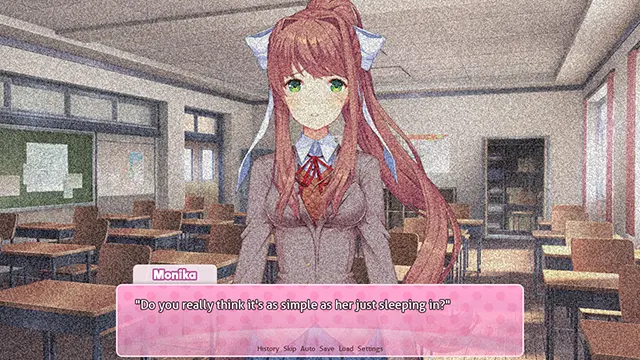 Monika
"Do you really think it's as simple as her just sleeping in?"
History Skip Auto Save Load Settings